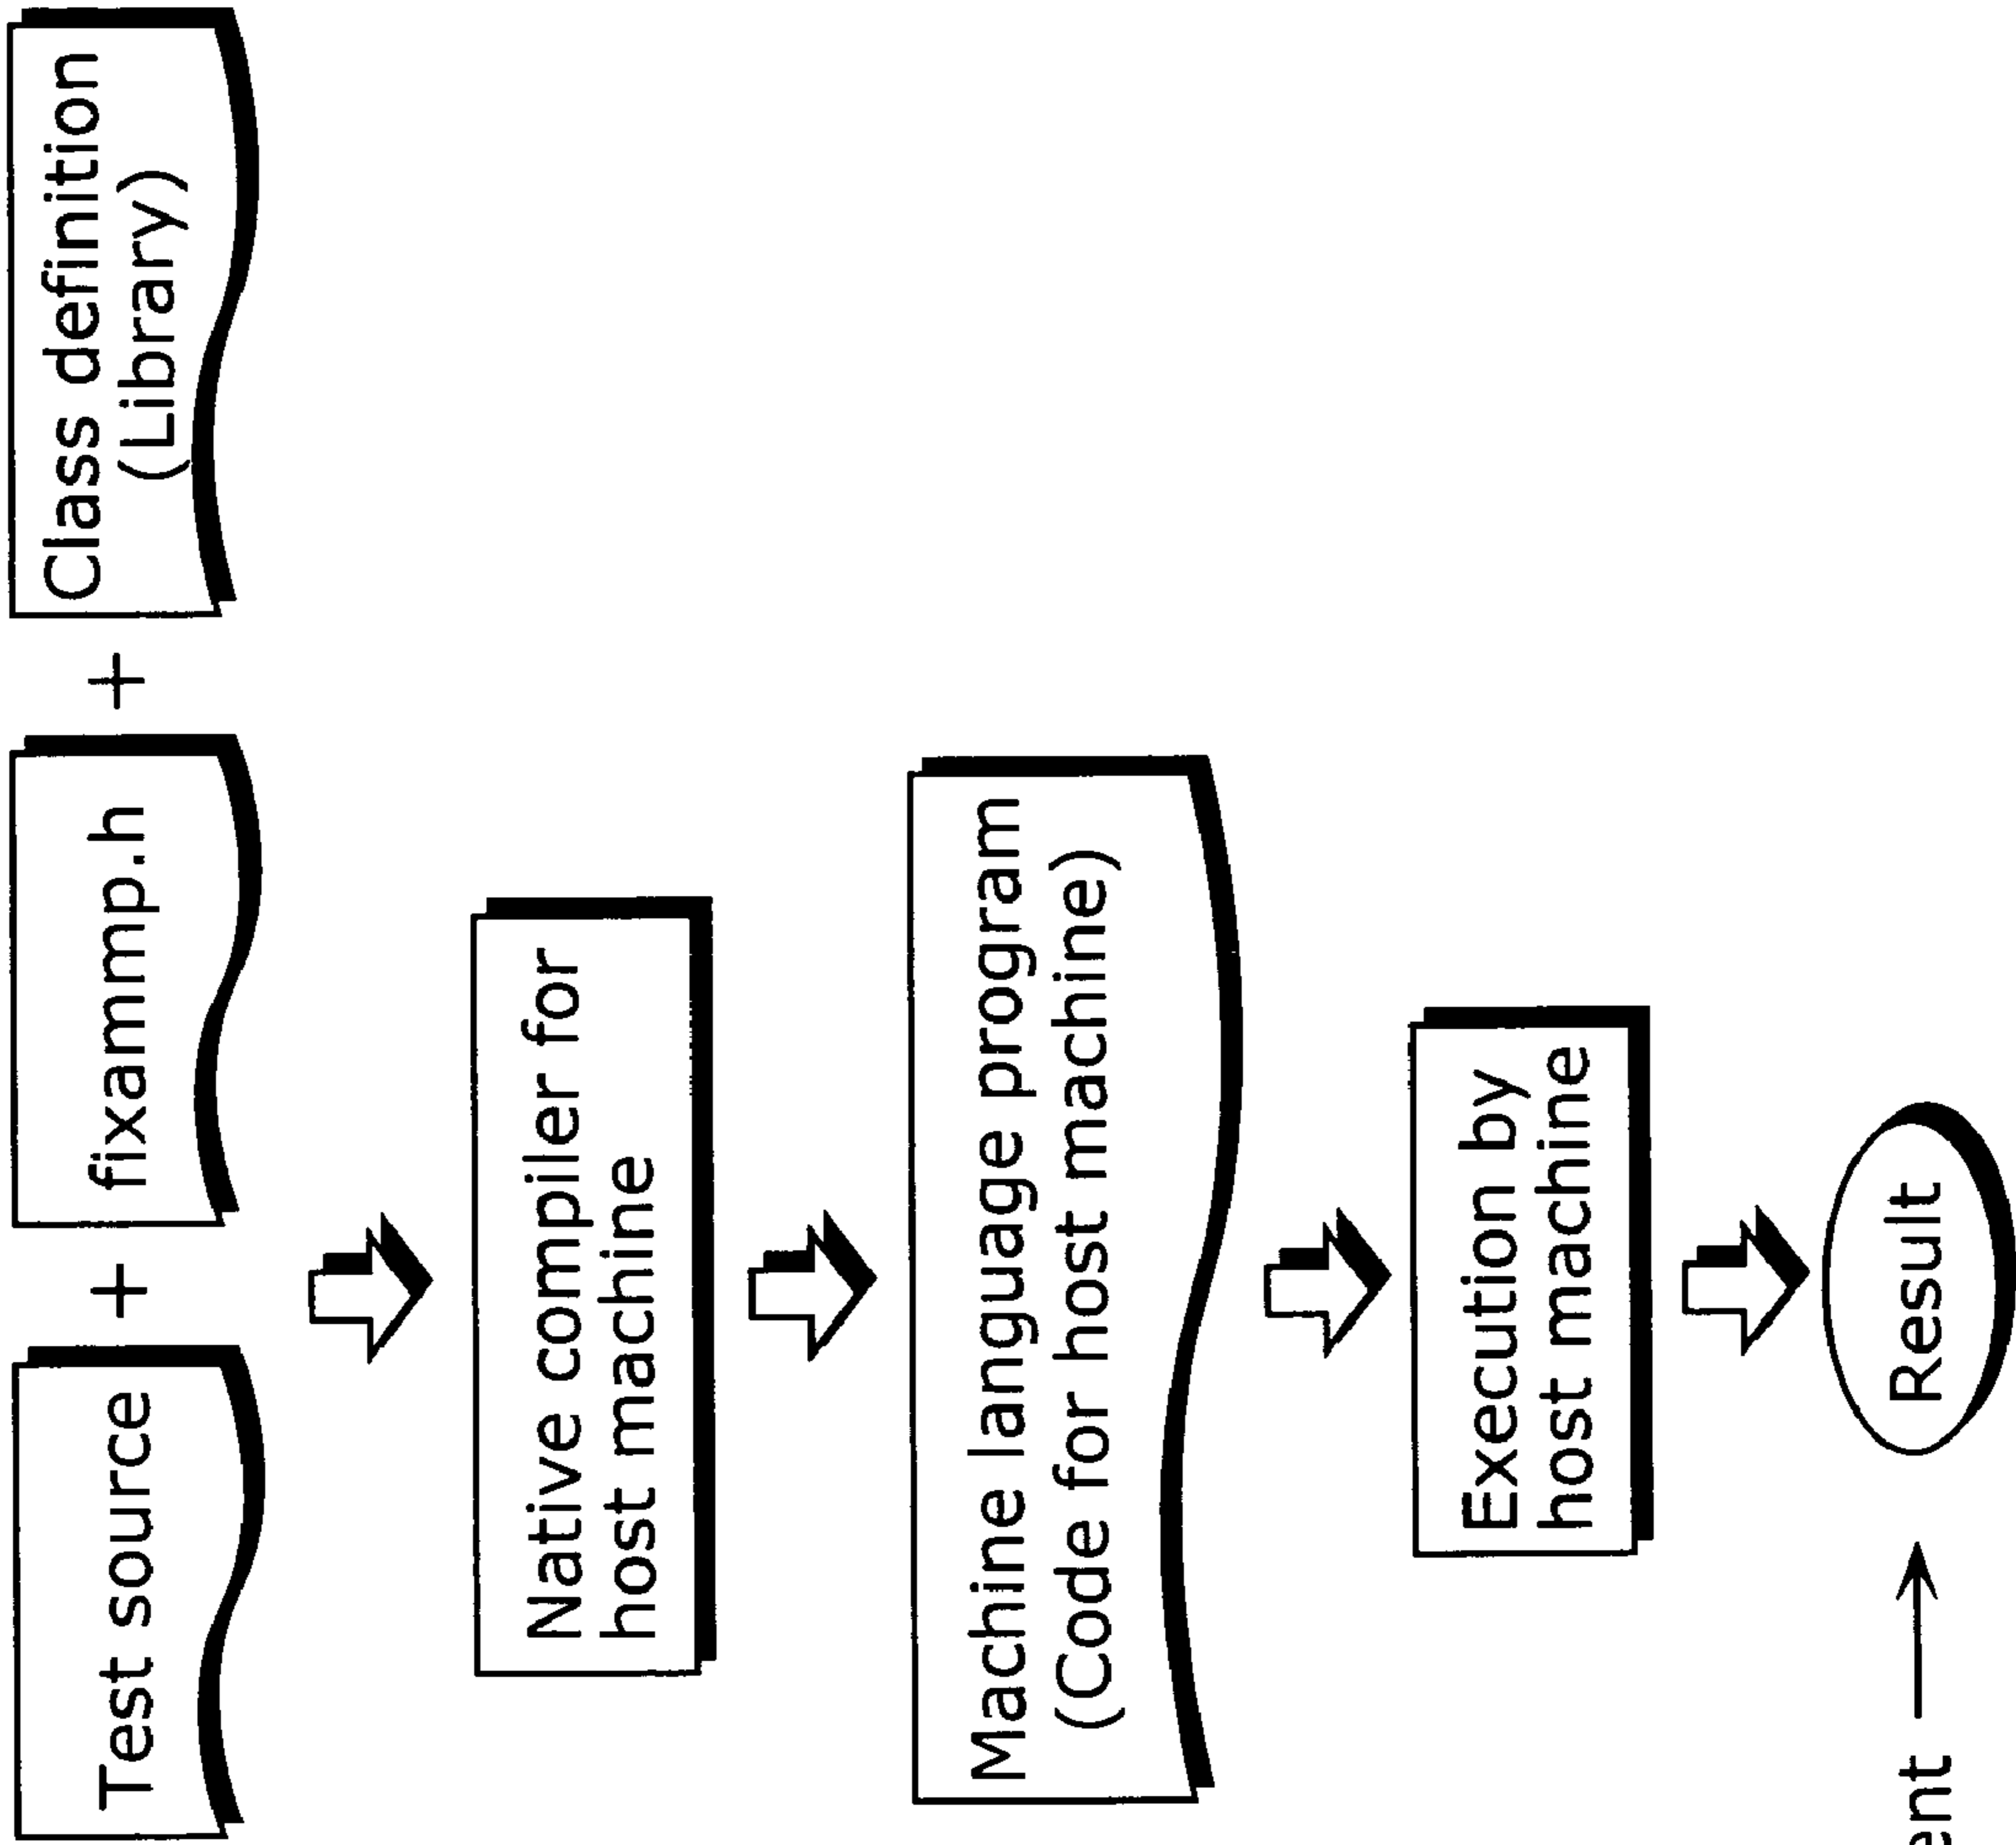 Test source + fixammp.h + Class definition
(Library)
Native compiler for
host machine
Machine language program
(Code for host machine)
Execution by
host machine
Result